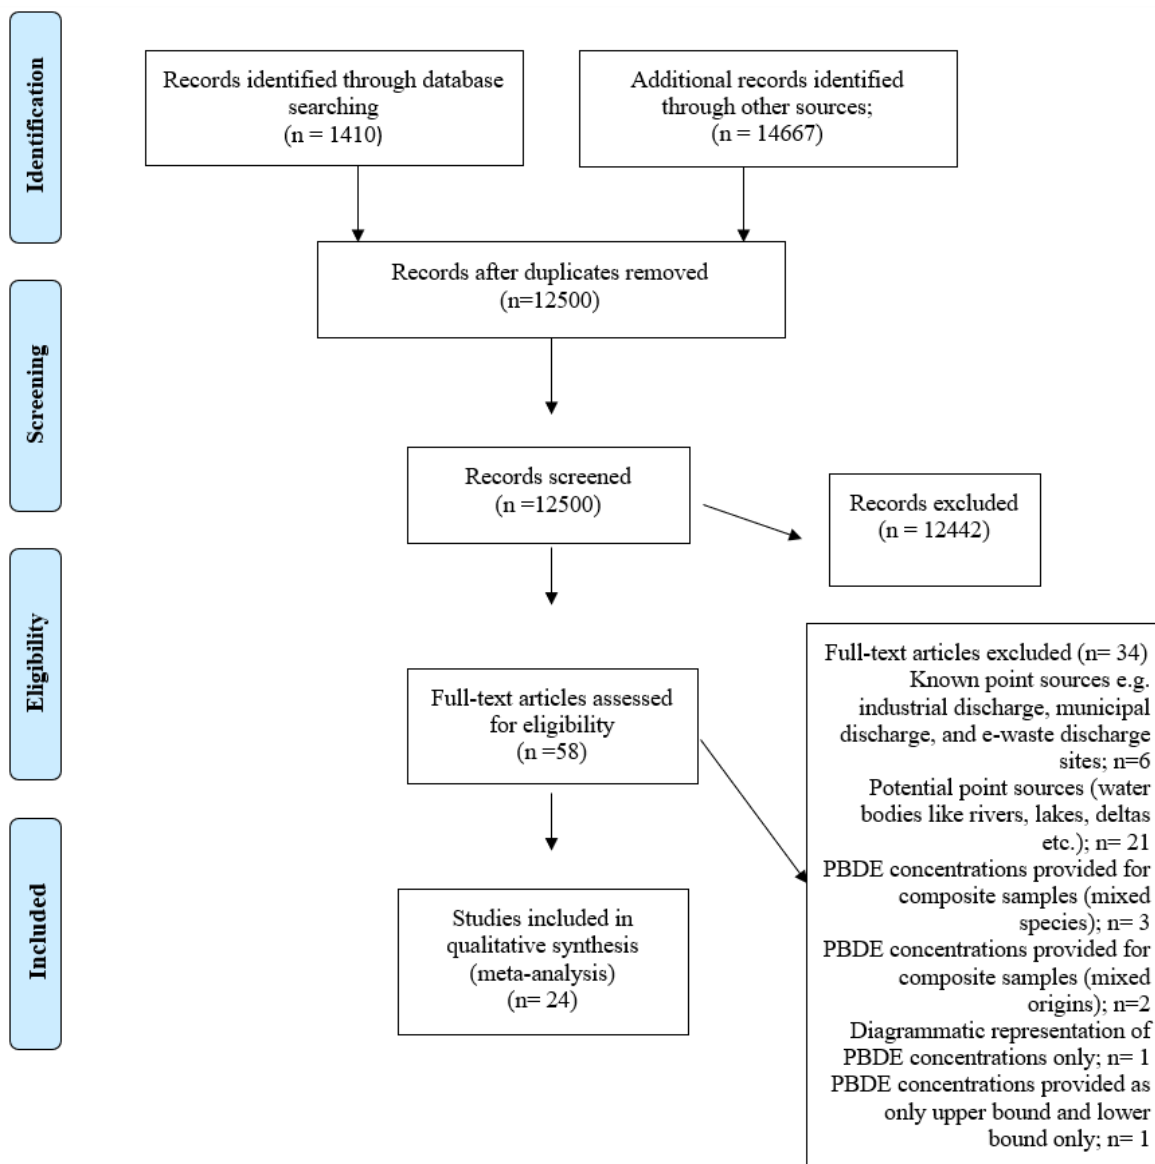 Identification
Records identified through database
searching
(n = 1410)
Additional records identified
through other sources;
(n = 14667)
Records after duplicates removed
(n=12500)
Screening
Records screened
(n =12500)
Records excluded
(n = 12442)
Eligibility
Full-text articles assessed
for eligibility
(n =58)
Full-text articles excluded (n= 34)
Known point sources e.g.
industrial discharge, municipal
discharge, and e-waste discharge
sites; n=6
Potential point sources (water
bodies like rivers, lakes, deltas
etc.); n= 21
PBDE concentrations provided for
composite samples (mixed
species); n= 3
PBDE concentrations provided for
composite samples (mixed
origins); n=2
Diagrammatic representation of
PBDE concentrations only; n= 1
PBDE concentrations provided as
only upper bound and lower
bound only; n= 1
Included
Studies included in
qualitative synthesis
(meta-analysis)
(n= 24)